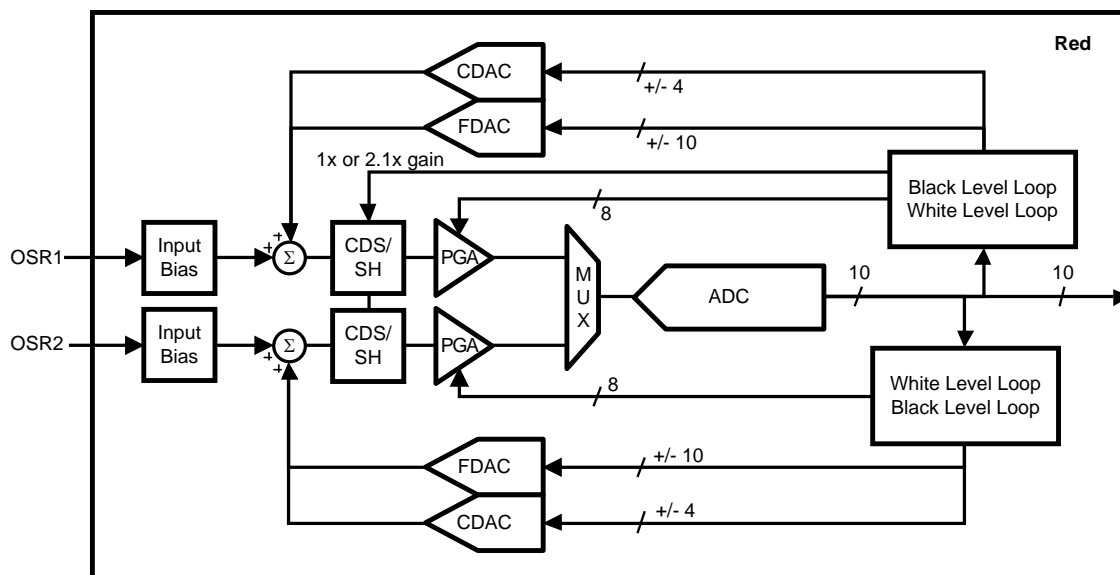 Red
CDAC
+/- 4
FDAC
+/- 10
1x or 2.1x gain
Black Level Loop
White Level Loop
8
OSR1
Input
Bias
+
+
Σ
CDS/
SH
PGA
M
U
X
ADC
10
10
OSR2
Input
Bias
+
+
Σ
CDS/
SH
PGA
White Level Loop
Black Level Loop
8
FDAC
+/- 10
CDAC
+/- 4